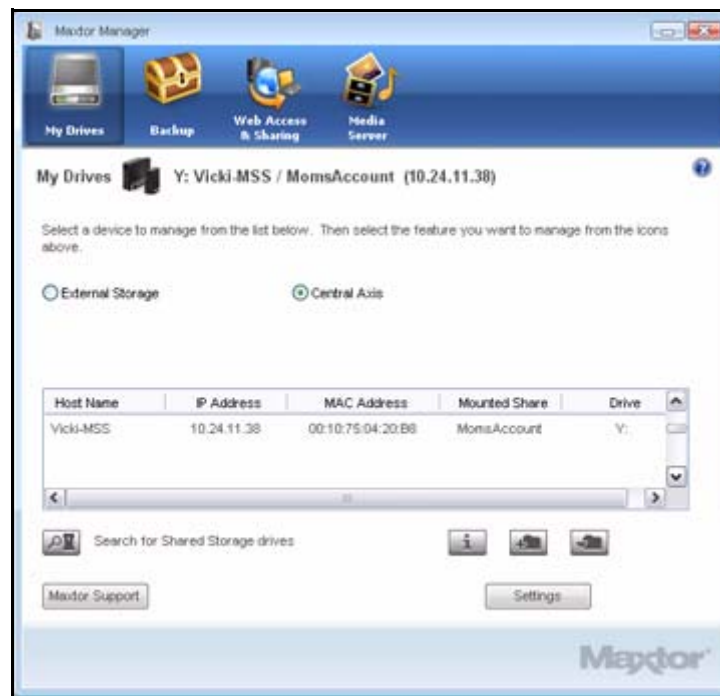 Maxtor Manager
My Drives
Backup
Web Access
& Sharing
Media
Server
My Drives
Y: Vicki-MSS / MomsAccount (10.24.11.38)
?
Select a device to manage from the list below. Then select the feature you want to manage from the icons
above.
External Storage
Central Axis
Host Name IP Address MAC Address Mounted Share Drive
Vicki-MSS 10.24.11.38 00:10:75:04:20:B6 MomsAccount Y:
Search for Shared Storage drives
i
Maxtor Support
Settings
Maxtor